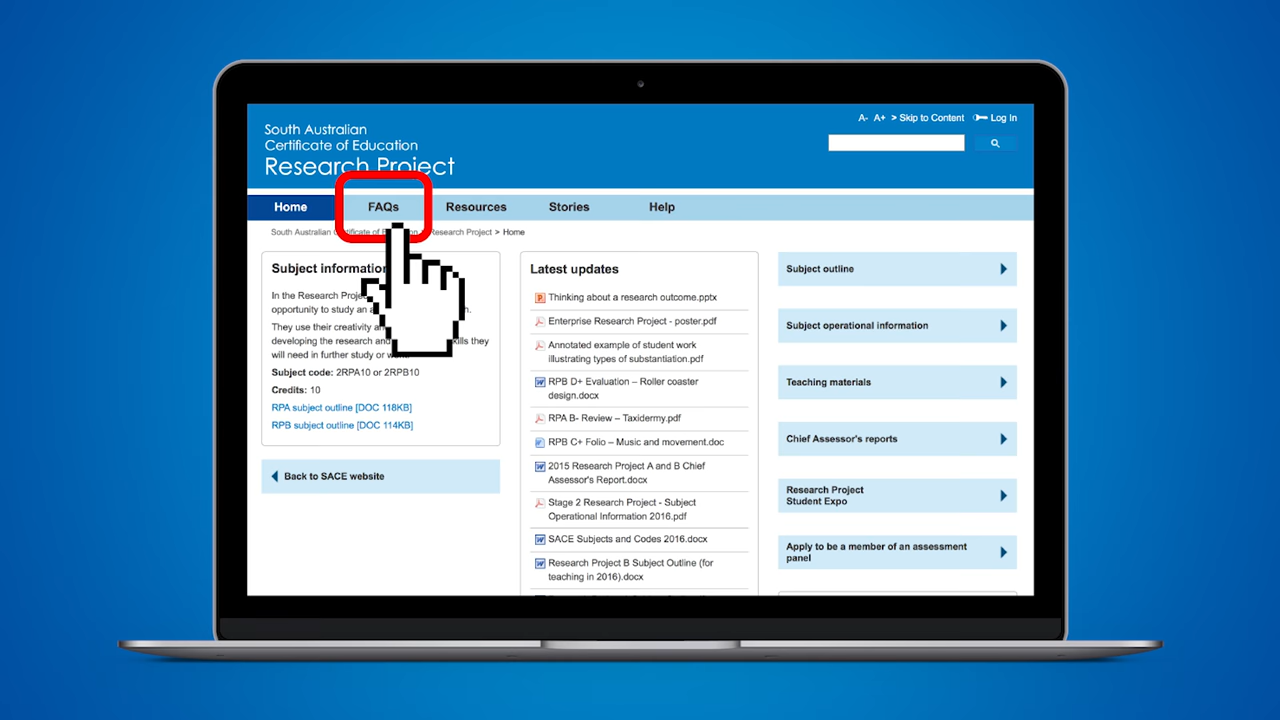 A- A+ > Skip to Content Log In
South Australian
Certificate of Education
Research Project
Home FAQs Resources Stories Help
South Australian Certificate of Research Project > Home
Subject information
In the Research
opportunity to study an
They use their creativity
developing the research and they
will need in further study or
Subject code: 2RPA10 or 2RPB10
Credits: 10
RPA subject outline [DOC 118KB]
RPB subject outline [DOC 114KB]
Back to SACE website
Latest updates
Thinking about a research outcome.pptx
Enterprise Research Project - poster.pdf
Annotated example of student work
illustrating types of substantiation.pdf
RPB D+ Evaluation – Roller coaster
design.docx
RPA B- Review – Taxidermy.pdf
RPB C+ Folio – Music and movement.doc
2015 Research Project A and B Chief
Assessor's Report.docx
Stage 2 Research Project - Subject
Operational Information 2016.pdf
SACE Subjects and Codes 2016.docx
Research Project B Subject Outline (for
teaching in 2016).docx
Subject outline
Subject operational information
Teaching materials
Chief Assessor's reports
Research Project
Student Expo
Apply to be a member of an assessment
panel